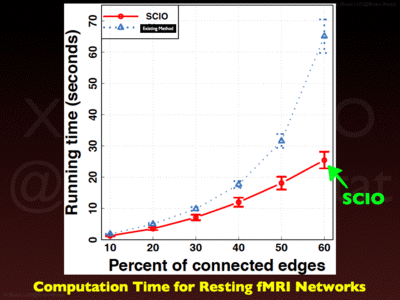 SCIO
Existing Method
Running time (seconds)
70
60
50
40
30
20
10
0
10 20 30 40 50 60
Percent of connected edges
SCIO
Computation Time for Resting fMRI Networks